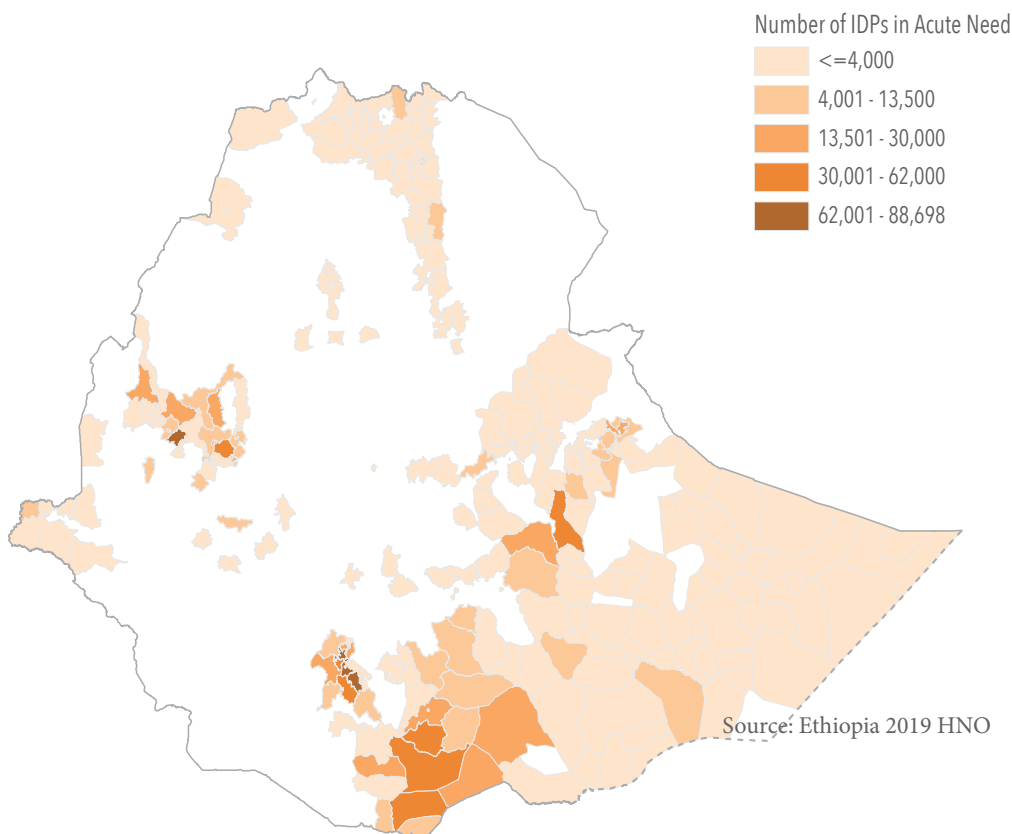 Number of IDPs in Acute Need
<=4,000
4,001 - 13,500
13,501 - 30,000
30,001 - 62,000
62,001 - 88,698
Source: Ethiopia 2019 HNO